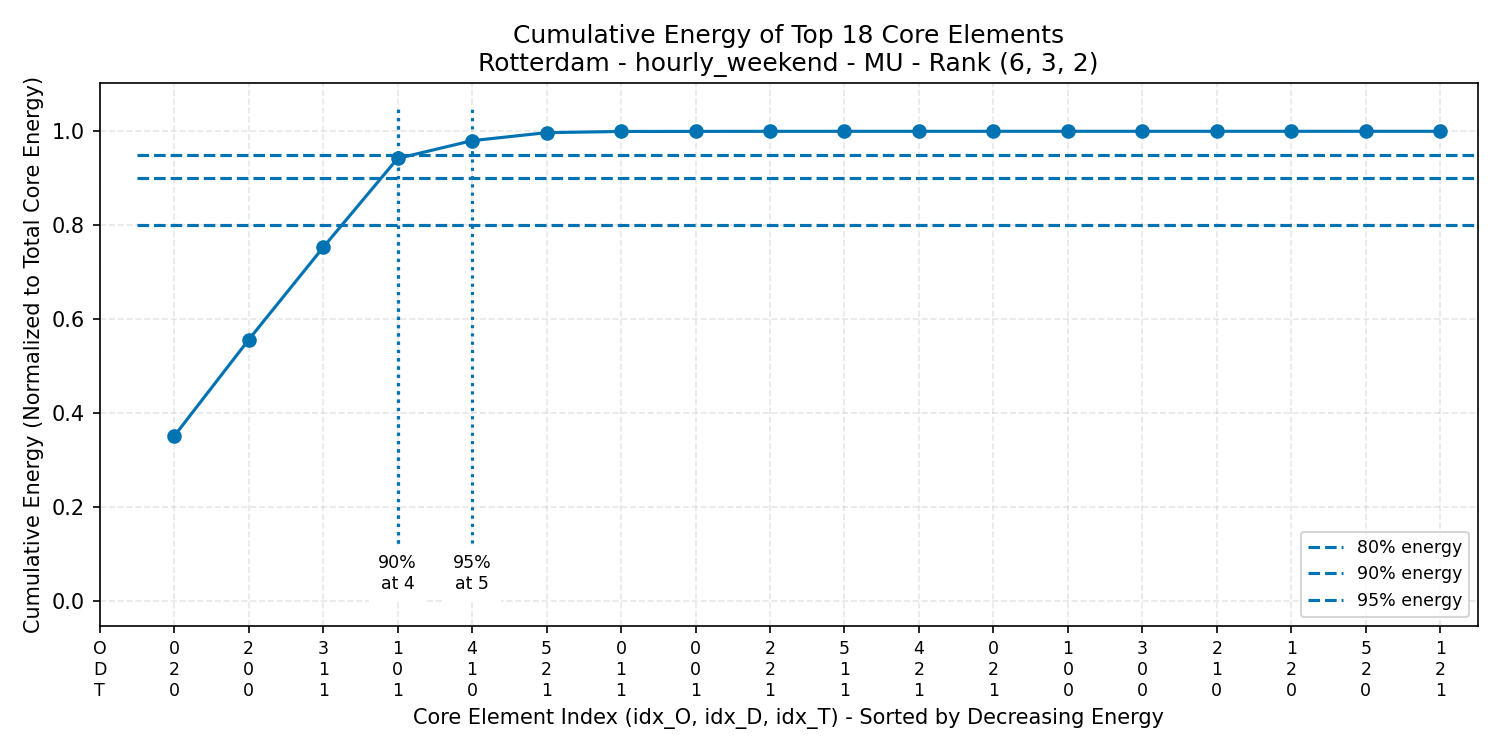 Cumulative Energy of Top 18 Core Elements
Rotterdam - hourly_weekend - MU - Rank (6, 3, 2)
Cumulative Energy (Normalized to Total Core Energy)
1.0
0.8
0.6
0.4
0.2
0.0
90%
at 4
95%
at 5
80% energy
90% energy
95% energy
O 0 2 3 1 4 5 0 0 2 5 4 0 1 3 2 1 5 1
D 2 0 1 0 1 2 1 0 2 1 2 2 0 0 1 2 2 2
T 0 0 1 1 0 1 1 1 1 1 1 1 0 0 0 0 0 1
Core Element Index (idx_O, idx_D, idx_T) - Sorted by Decreasing Energy